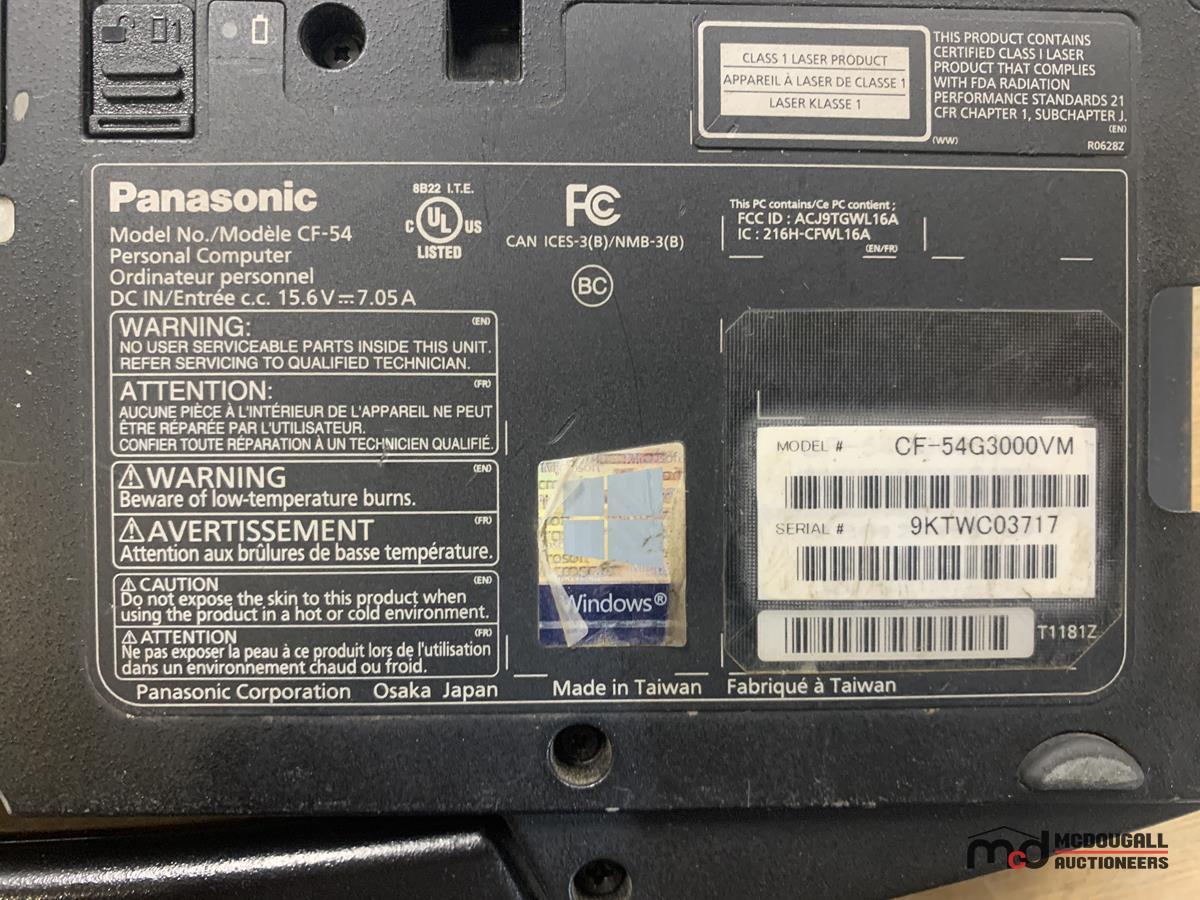 1
CLASS 1 LASER PRODUCT
APPAREIL À LASER DE CLASSE 1
LASER KLASSE 1
THIS PRODUCT CONTAINS
CERTIFIED CLASS I LASER
PRODUCT THAT COMPLIES
WITH FDA RADIATION
PERFORMANCE STANDARDS 21
CFR CHAPTER 1, SUBCHAPTER J.
(EN)
(WW)
R0628Z
Panasonic
Model No./Modèle CF-54
Personal Computer
Ordinateur personnel
DC IN/Entrée c.c. 15.6V⎓7.05A
8B22 I.T.E.
C UL US
LISTED
FC
CAN ICES-3(B)/NMB-3(B)
BC
This PC contains/Ce PC contient ;
FCC ID : ACJ9TGWL16A
IC : 216H-CFWL16A
(EN/FR)
WARNING: (EN)
NO USER SERVICEABLE PARTS INSIDE THIS UNIT.
REFER SERVICING TO QUALIFIED TECHNICIAN.
ATTENTION: (FR)
AUCUNE PIÈCE À L'INTÉRIEUR DE L'APPAREIL NE PEUT
ÊTRE RÉPARÉE PAR L'UTILISATEUR.
CONFIER TOUTE RÉPARATION À UN TECHNICIEN QUALIFIÉ.
⚠WARNING (EN)
Beware of low-temperature burns.
⚠AVERTISSEMENT (FR)
Attention aux brûlures de basse température.
⚠CAUTION (EN)
Do not expose the skin to this product when
using the product in a hot or cold environment.
⚠ATTENTION (FR)
Ne pas exposer la peau à ce produit lors de l'utilisation
dans un environnement chaud ou froid.
Windows®
MODEL # CF-54G3000VM
SERIAL # 9KTWC03717
T1181Z
Panasonic Corporation Osaka Japan
Made in Taiwan Fabriqué à Taiwan
mcd MCDOUGALL
AUCTIONEERS